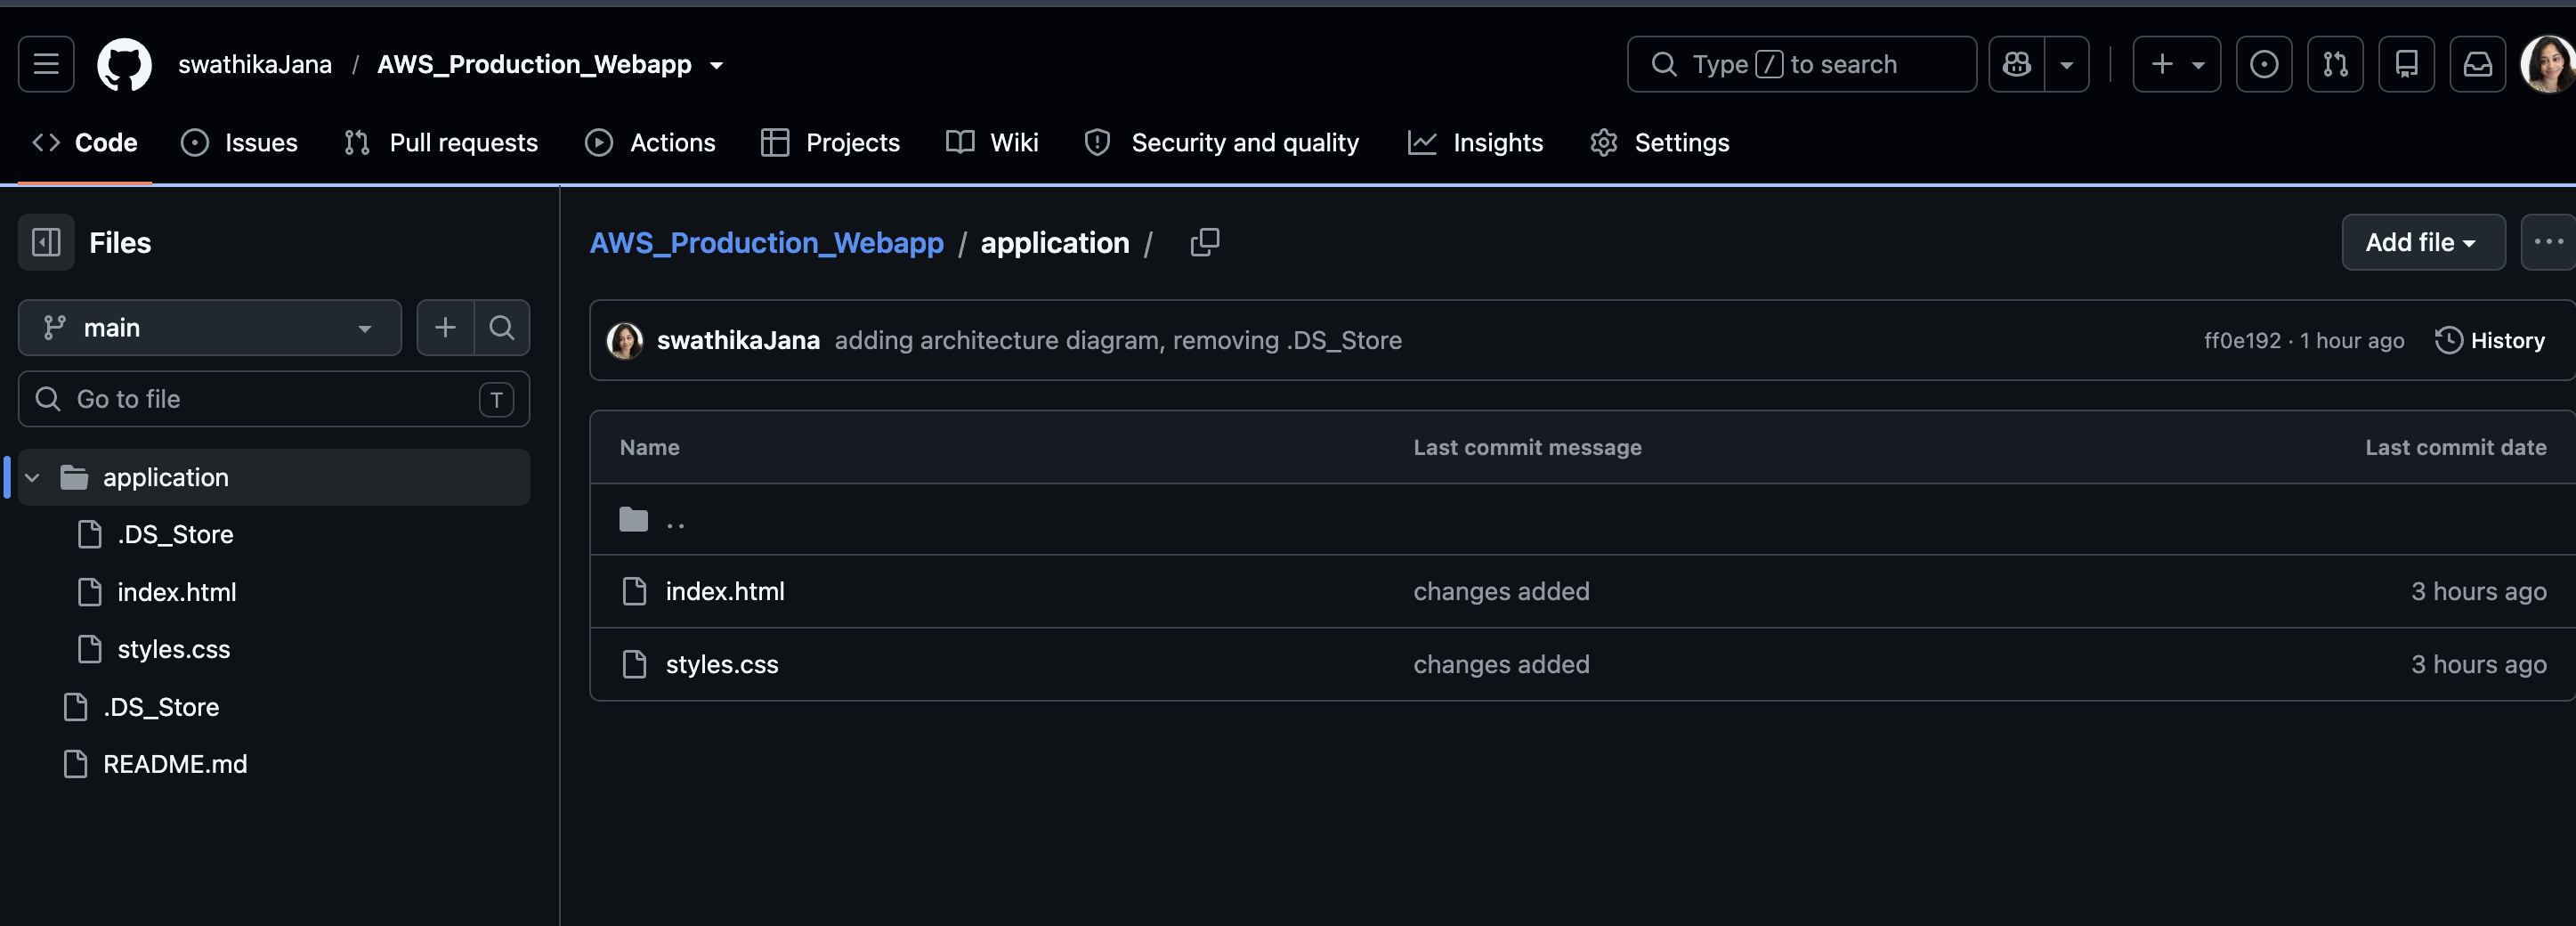 swathikaJana / AWS_Production_Webapp
Type / to search
Code Issues Pull requests Actions Projects Wiki Security and quality Insights Settings
Files
main
Go to file T
application
.DS_Store
index.html
styles.css
.DS_Store
README.md
AWS_Production_Webapp / application /
Add file
swathikaJana adding architecture diagram, removing .DS_Store ff0e192 · 1 hour ago History
Name Last commit message Last commit date
..
index.html changes added 3 hours ago
styles.css changes added 3 hours ago